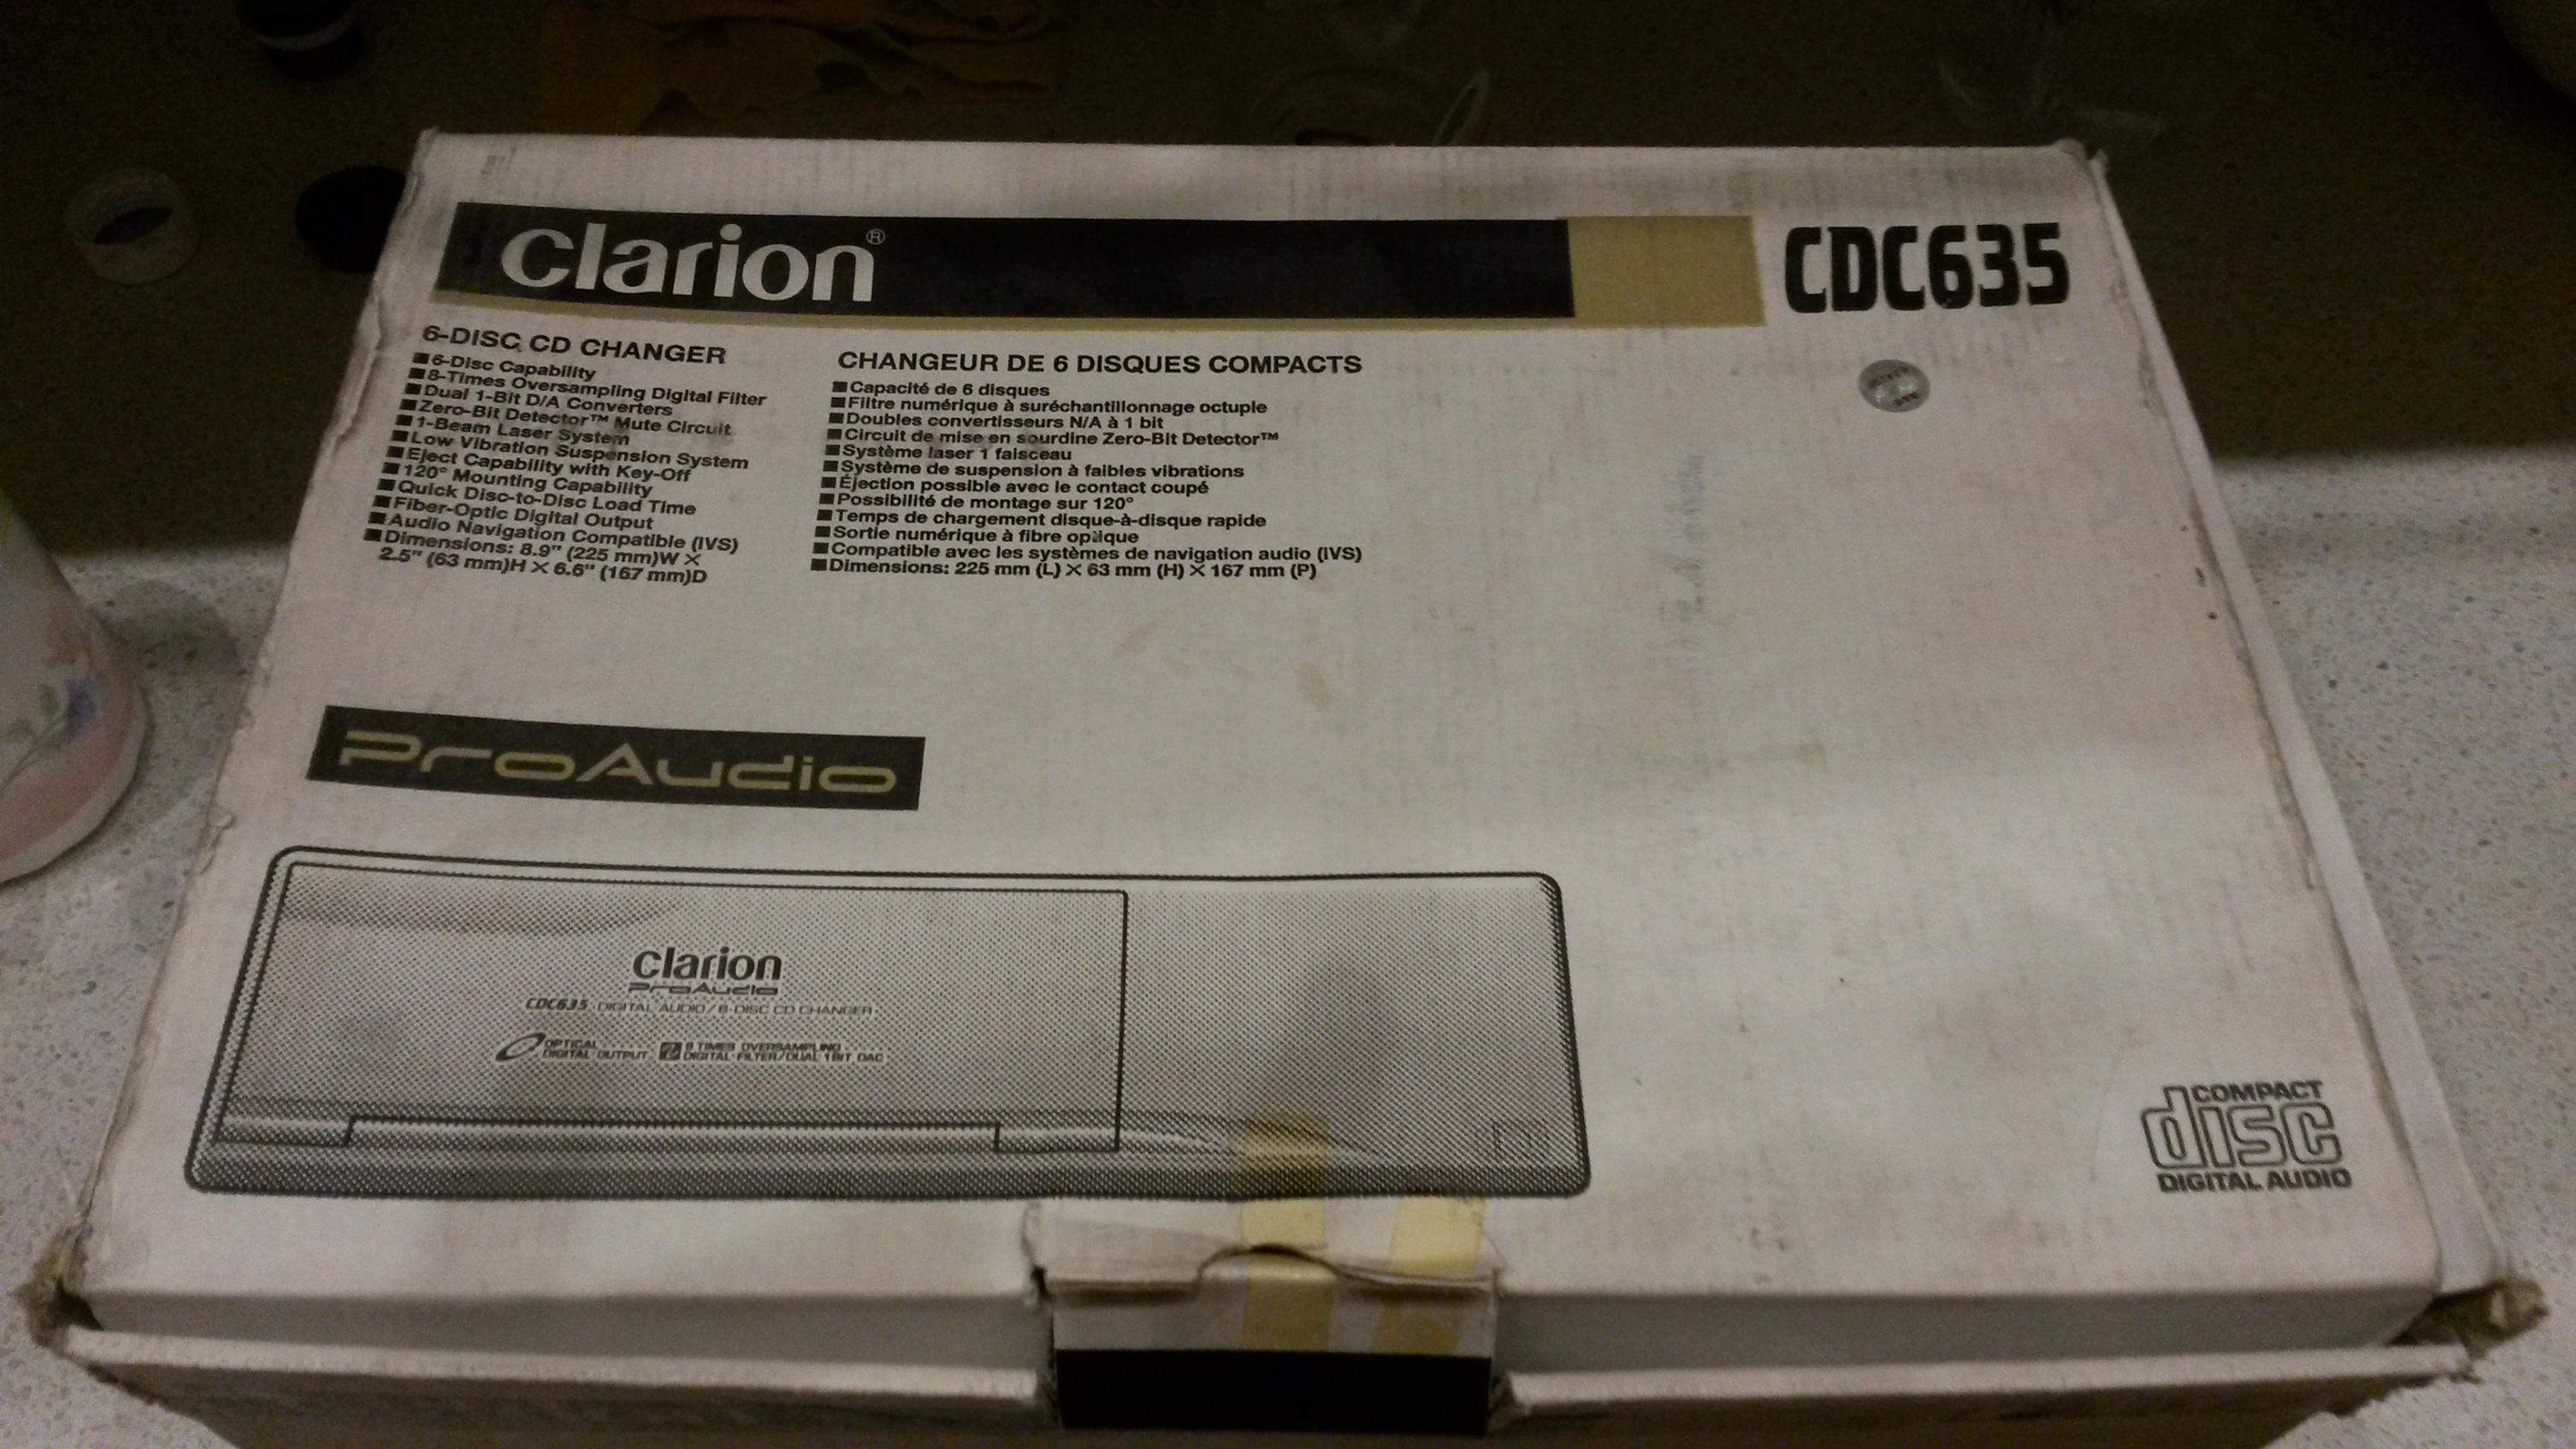 clarion®
CDC635
6-DISC CD CHANGER
■6-Disc Capability
■8-Times Oversampling Digital Filter
■Dual 1-Bit D/A Converters
■Zero-Bit Detector™ Mute Circuit
■1-Beam Laser System
■Low Vibration Suspension System
■Eject Capability with Key-Off
■120° Mounting Capability
■Quick Disc-to-Disc Load Time
■Fiber-Optic Digital Output
■Audio Navigation Compatible (IVS)
■Dimensions: 8.9" (225 mm)W ×
2.5" (63 mm)H × 6.6" (167 mm)D
CHANGEUR DE 6 DISQUES COMPACTS
■Capacité de 6 disques
■Filtre numérique à suréchantillonnage octuple
■Doubles convertisseurs N/A à 1 bit
■Circuit de mise en sourdine Zero-Bit Detector™
■Système laser 1 faisceau
■Système de suspension à faibles vibrations
■Éjection possible avec le contact coupé
■Possibilité de montage sur 120°
■Temps de chargement disque-à-disque rapide
■Sortie numérique à fibre optique
■Compatible avec les systèmes de navigation audio (IVS)
■Dimensions: 225 mm (L) × 63 mm (H) × 167 mm (P)
ProAudio
clarion
ProAudio
CDC635 DIGITAL AUDIO/6-DISC CD CHANGER
OPTICAL
DIGITAL OUTPUT
8 TIMES OVERSAMPLING
DIGITAL FILTER/DUAL 1BIT DAC
COMPACT
disc
DIGITAL AUDIO